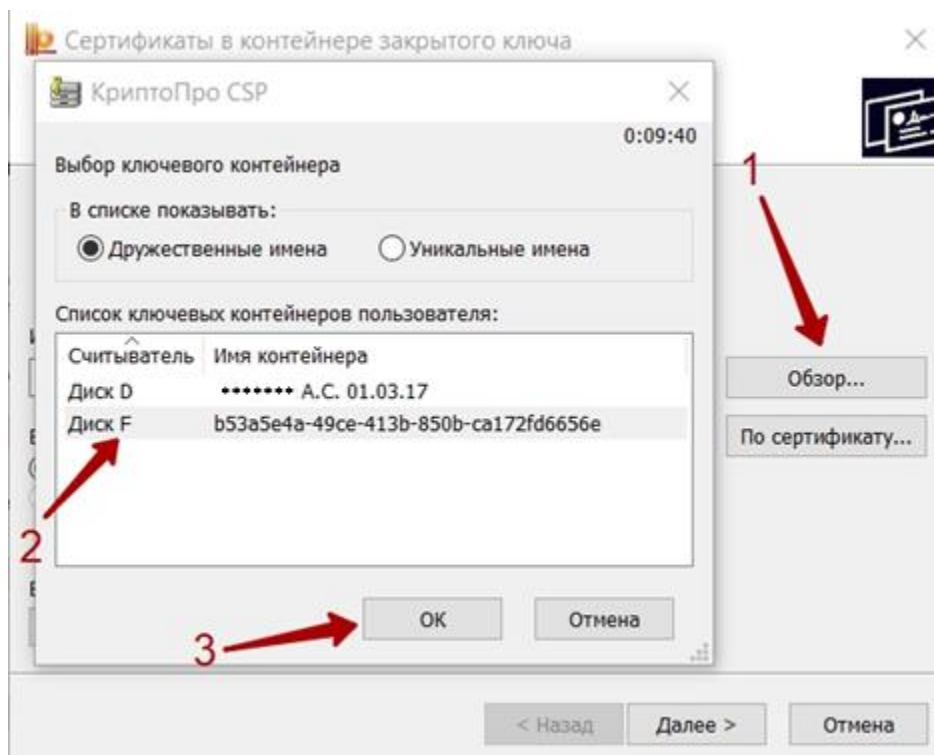 Сертификаты в контейнере закрытого ключа
КриптоПро CSP
0:09:40
Выбор ключевого контейнера
1
В списке показывать:
Дружественные имена Уникальные имена
Список ключевых контейнеров пользователя:
Считыватель Имя контейнера
Обзор...
Диск D ******* А.С. 01.03.17
Диск F b53a5e4a-49ce-413b-850b-ca172fd6656e
По сертификату...
2
3
ОК Отмена
< Назад Далее > Отмена